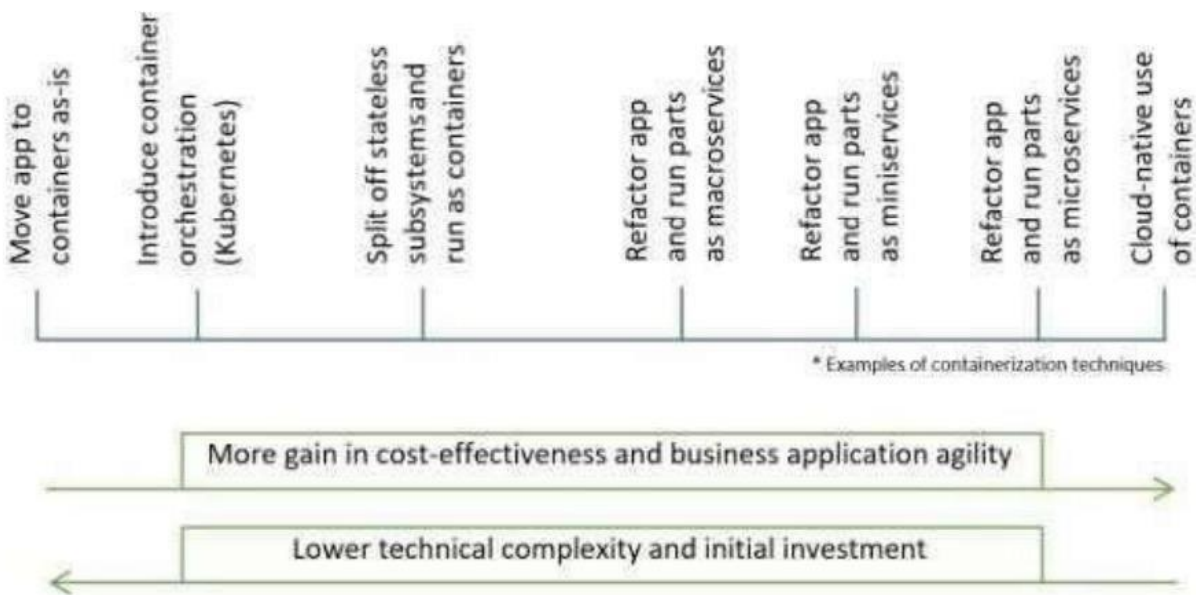 Move app to
containers as-is
Introduce container
orchestration
(Kubernetes)
Split off stateless
subsystems and
run as containers
Refactor app
and run parts
as macroservices
Refactor app
and run parts
as miniservices
Refactor app
and run parts
as microservices
Cloud-native use
of containers
* Examples of containerization techniques
More gain in cost-effectiveness and business application agility
Lower technical complexity and initial investment